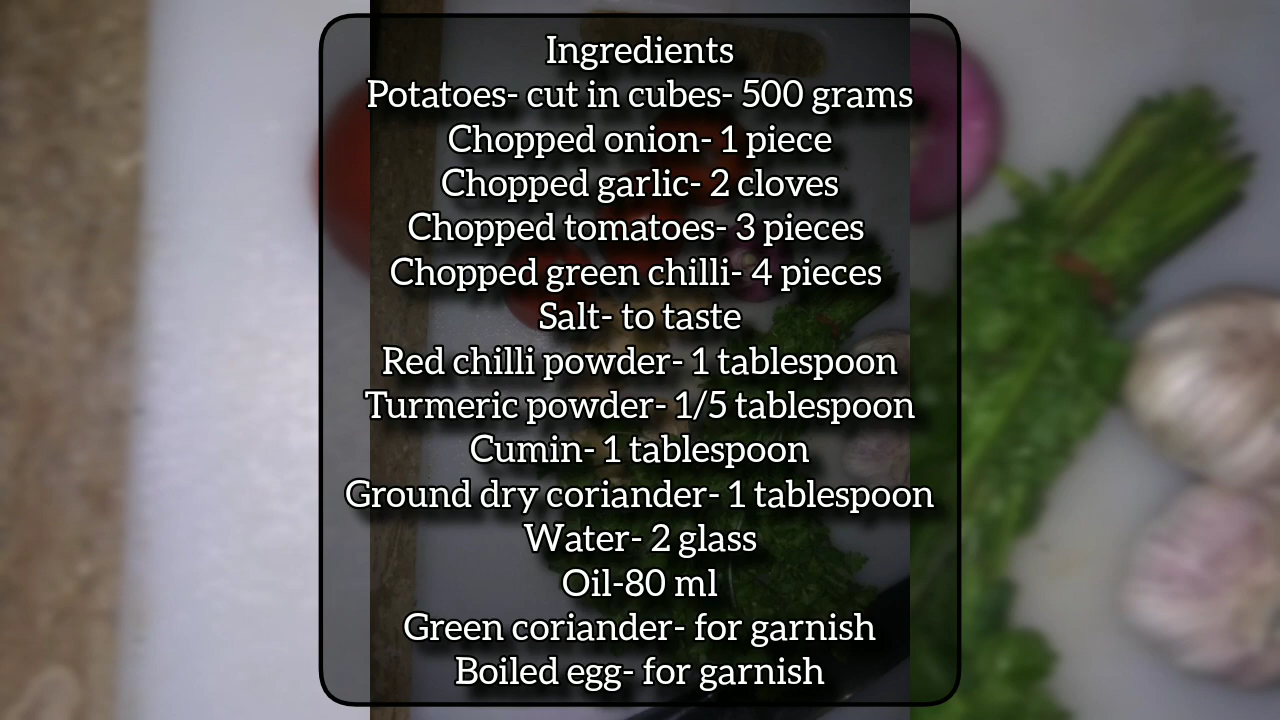 Ingredients
Potatoes- cut in cubes- 500 grams
Chopped onion- 1 piece
Chopped garlic- 2 cloves
Chopped tomatoes- 3 pieces
Chopped green chilli- 4 pieces
Salt- to taste
Red chilli powder- 1 tablespoon
Turmeric powder- 1/5 tablespoon
Cumin- 1 tablespoon
Ground dry coriander- 1 tablespoon
Water- 2 glass
Oil-80 ml
Green coriander- for garnish
Boiled egg- for garnish